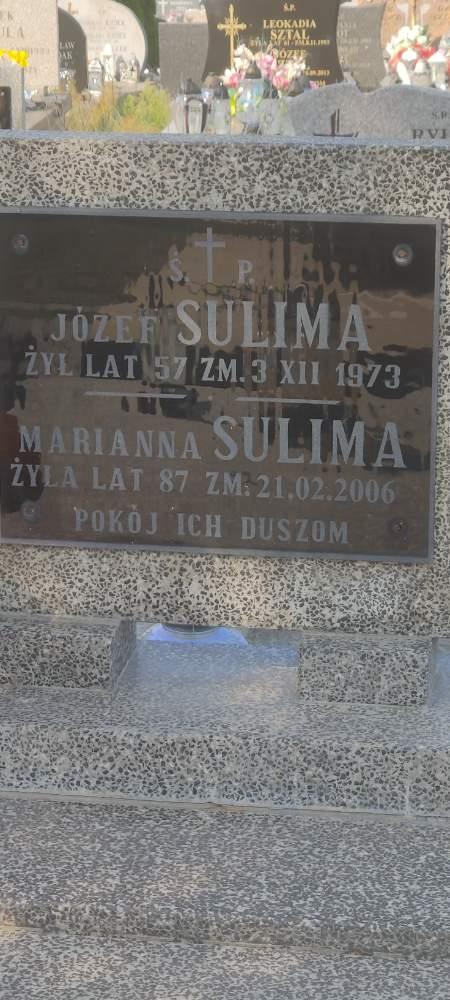 Ś.P.
LEOKADIA
SZTAL
JÓZEF
Ś.P.
Ś. P.
JÓZEF SULIMA
ŻYŁ LAT 57 ZM. 3 XII 1973
MARIANNA SULIMA
ŻYŁA LAT 87 ZM. 21.02.2006
POKÓJ ICH DUSZOM